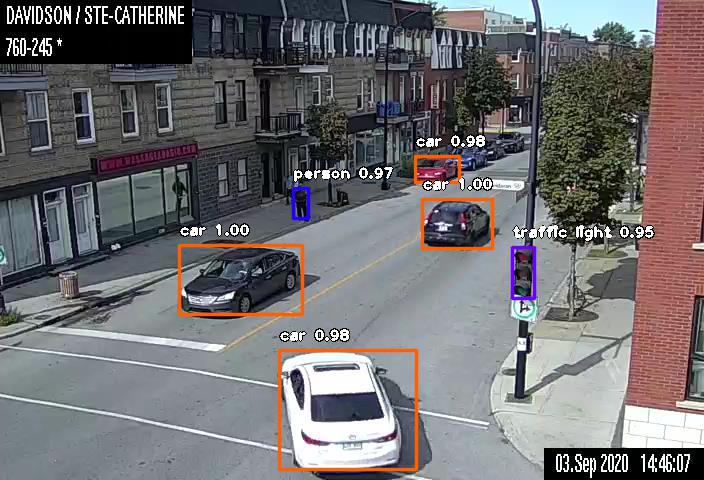 DAVIDSON / STE-CATHERINE
760-245 *
car 0.98
person 0.97
car 1.00
car 1.00
traffic light 0.95
car 0.98
03.Sep 2020 14:46:07